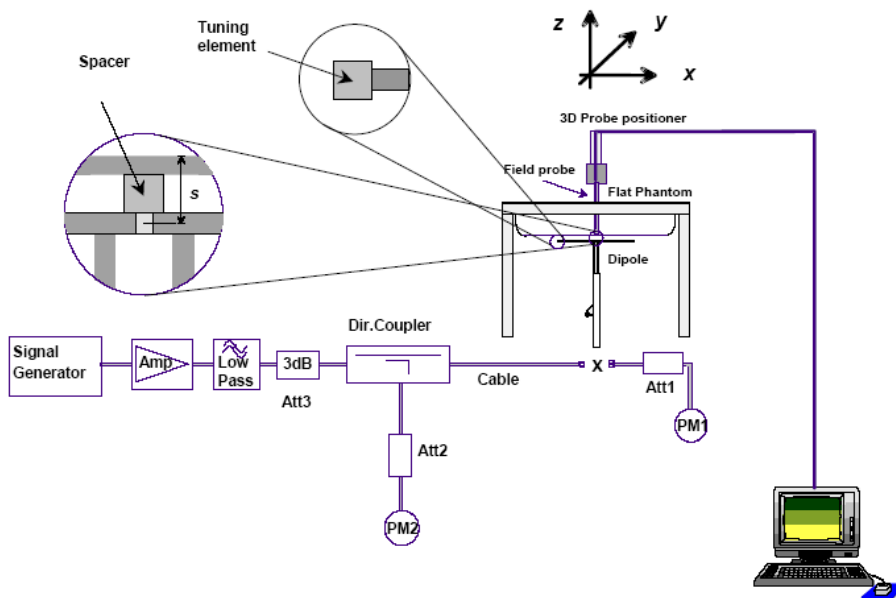 Tuning
element
Spacer
s
z
y
x
3D Probe positioner
Field probe
Flat Phantom
Dipole
Dir.Coupler
Signal
Generator
Amp
Low
Pass
3dB
Att3
Cable
X
Att1
PM1
Att2
PM2